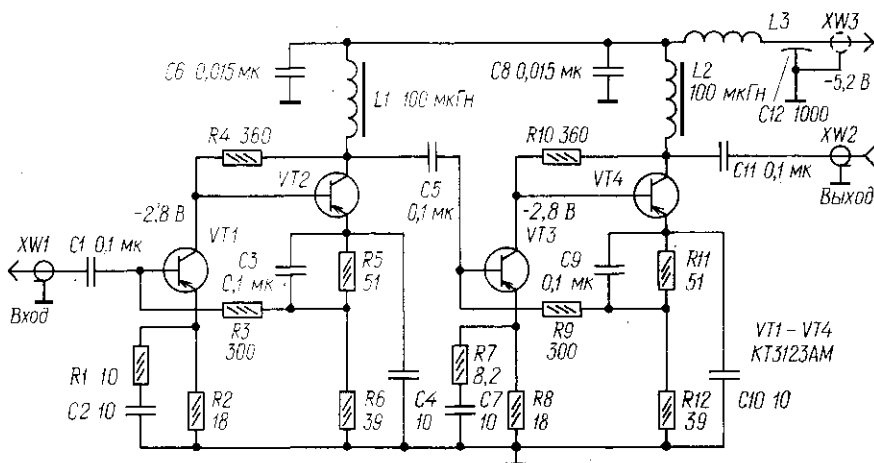 L3
XW3
C6 0,015 мк
C8 0,015 мк
L2
100 мкГн
-5,2 В
C12 1000
L1 100 мкГн
R4 360
R10 360
XW2
VT2
C5
0,1 мк
VT4
C11 0,1 мк
Выход
-2,8 В
-2,8 В
XW1
C1 0,1 мк
VT1
C3
0,1 мк
R5
51
VT3
C9
0,1 мк
R11
51
Вход
R3
300
R9
300
VT1-VT4
КТ3123АМ
R1 10
R7
8,2
C2 10
R2
18
R6
39
C4
10
C7
10
R8
18
R12
39
C10 10